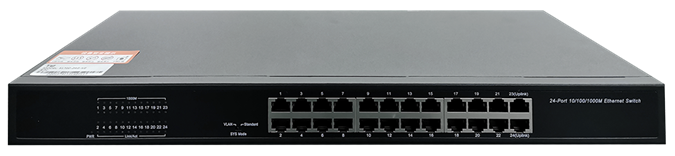 1000M
1 3 5 7 9 11 13 15 17 19 21 23
2 4 6 8 10 12 14 16 18 20 22 24
PWR Link/Act
VLAN Standard
SYS Mode
1 3 5 7 9 11 13 15 17 19 21 23(Uplink)
2 4 6 8 10 12 14 16 18 20 22 24(Uplink)
24-Port 10/100/1000M Ethernet Switch